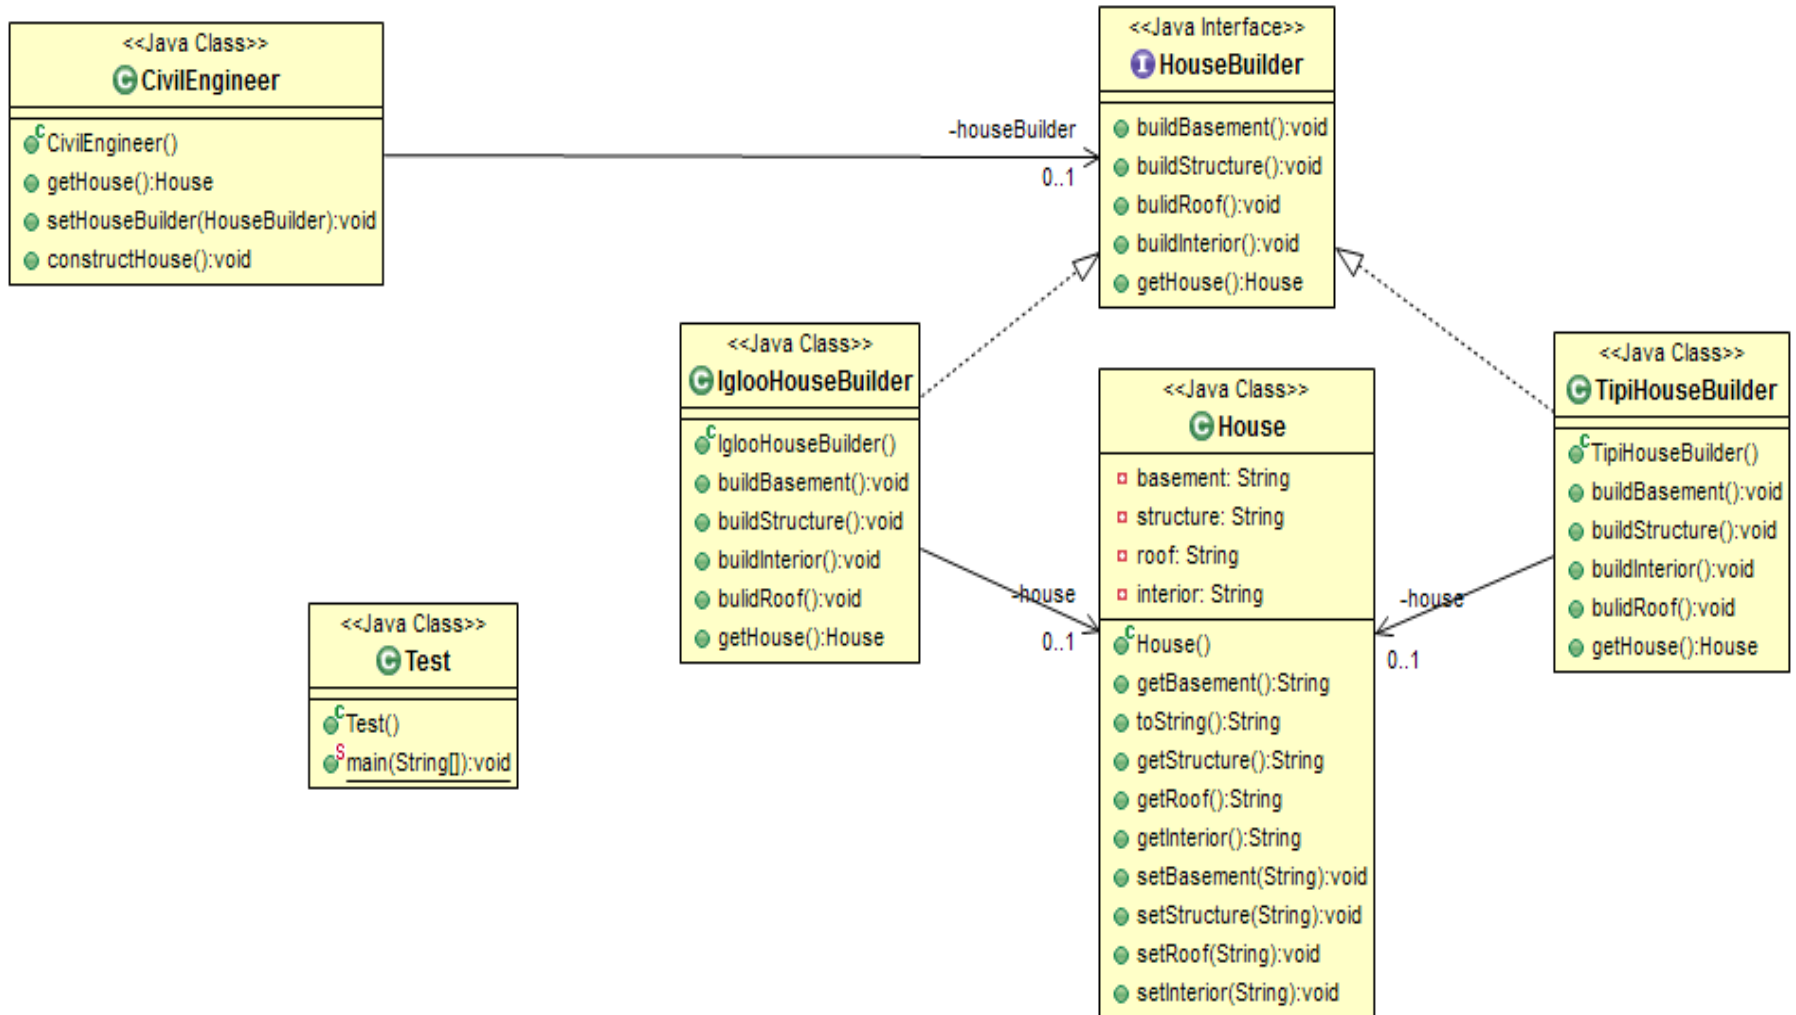 <<Java Class>>
CivilEngineer
CivilEngineer()
getHouse():House
setHouseBuilder(HouseBuilder):void
constructHouse():void
-houseBuilder
0..1
<<Java Interface>>
HouseBuilder
buildBasement():void
buildStructure():void
bulidRoof():void
buildInterior():void
getHouse():House
<<Java Class>>
IglooHouseBuilder
IglooHouseBuilder()
buildBasement():void
buildStructure():void
buildInterior():void
bulidRoof():void
getHouse():House
-house
0..1
<<Java Class>>
House
basement: String
structure: String
roof: String
interior: String
House()
getBasement():String
toString():String
getStructure():String
getRoof():String
getInterior():String
setBasement(String):void
setStructure(String):void
setRoof(String):void
setInterior(String):void
-house
0..1
<<Java Class>>
TipiHouseBuilder
TipiHouseBuilder()
buildBasement():void
buildStructure():void
buildInterior():void
bulidRoof():void
getHouse():House
<<Java Class>>
Test
Test()
main(String[]):void